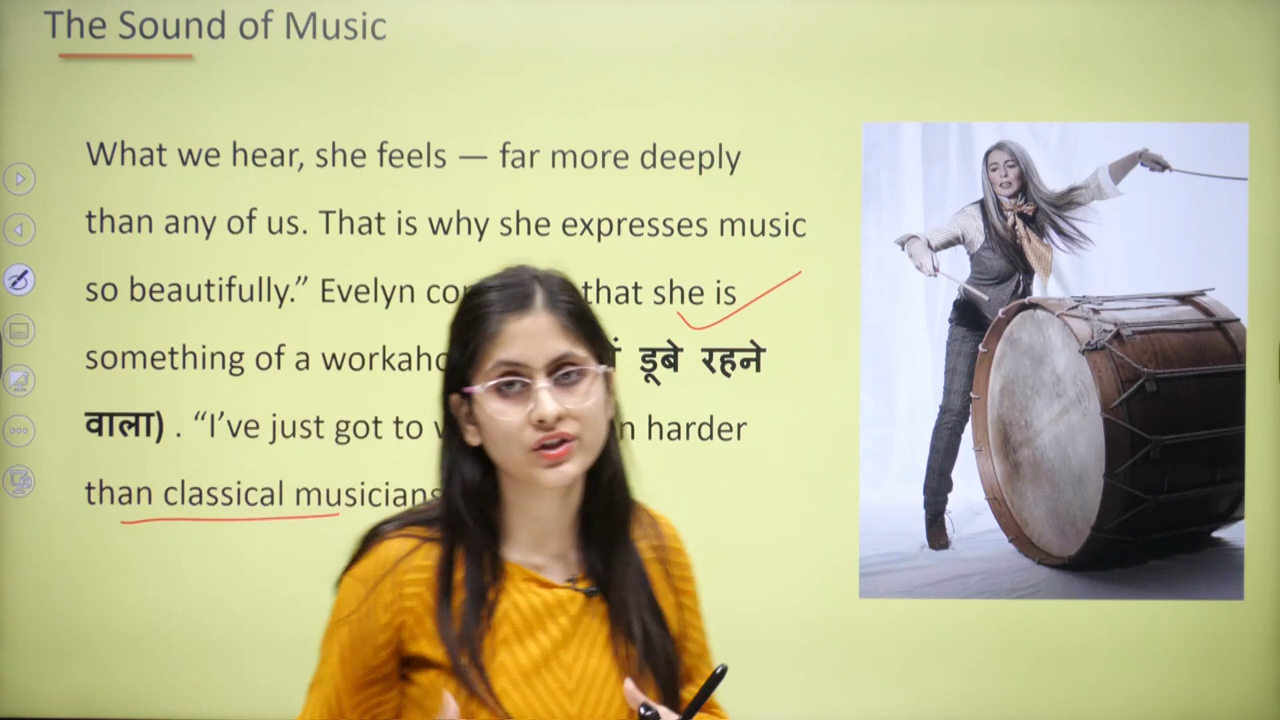 The Sound of Music
What we hear, she feels — far more deeply
than any of us. That is why she expresses music
so beautifully.” Evelyn that she is
something of a डूबे रहने
वाला) . “I’ve just got to harder
than classical musicians